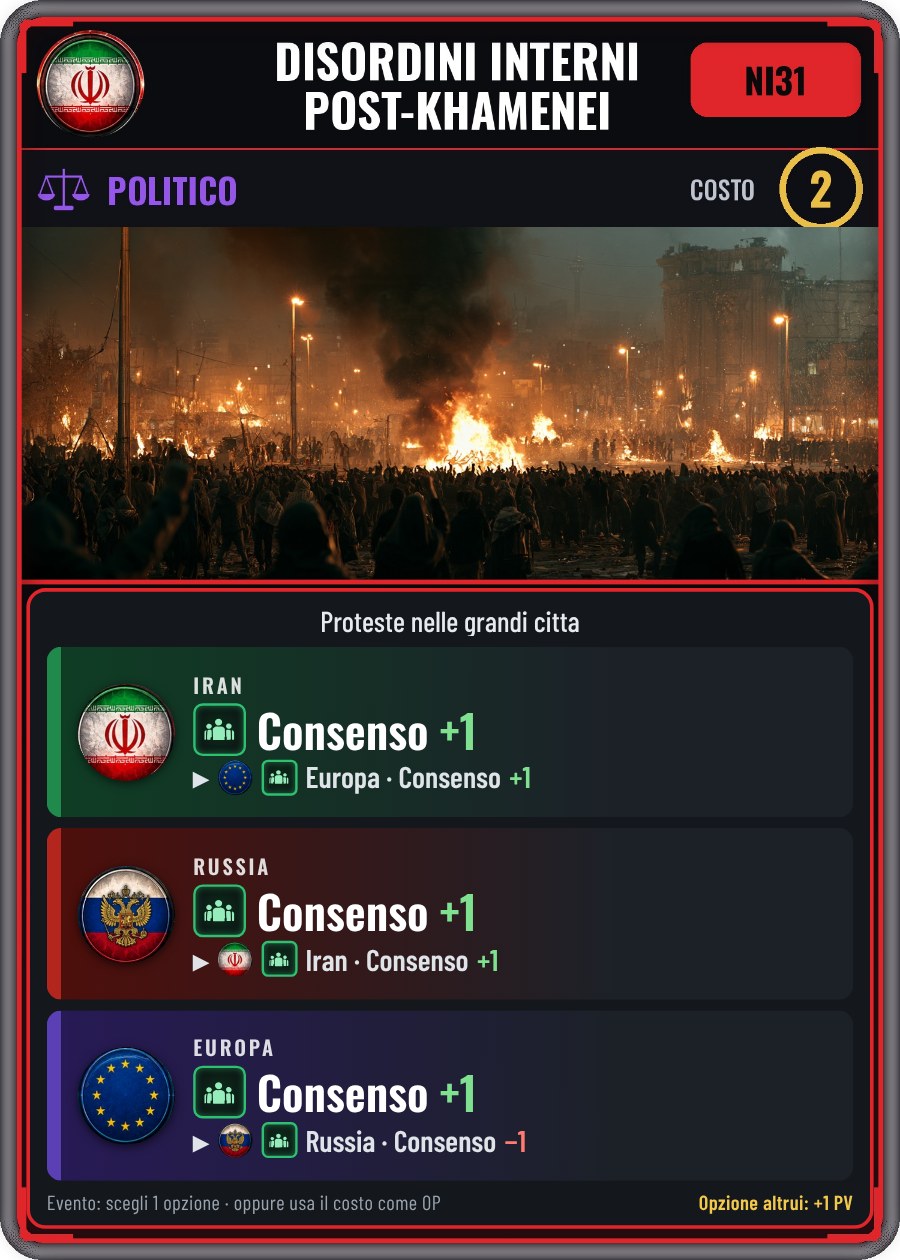 DISORDINI INTERNI
POST-KHAMENEI
NI31
POLITICO
COSTO
2
Proteste nelle grandi citta
IRAN
Consenso +1
▶ Europa · Consenso +1
RUSSIA
Consenso +1
▶ Iran · Consenso +1
EUROPA
Consenso +1
▶ Russia · Consenso −1
Evento: scegli 1 opzione · oppure usa il costo come OP
Opzione altrui: +1 PV